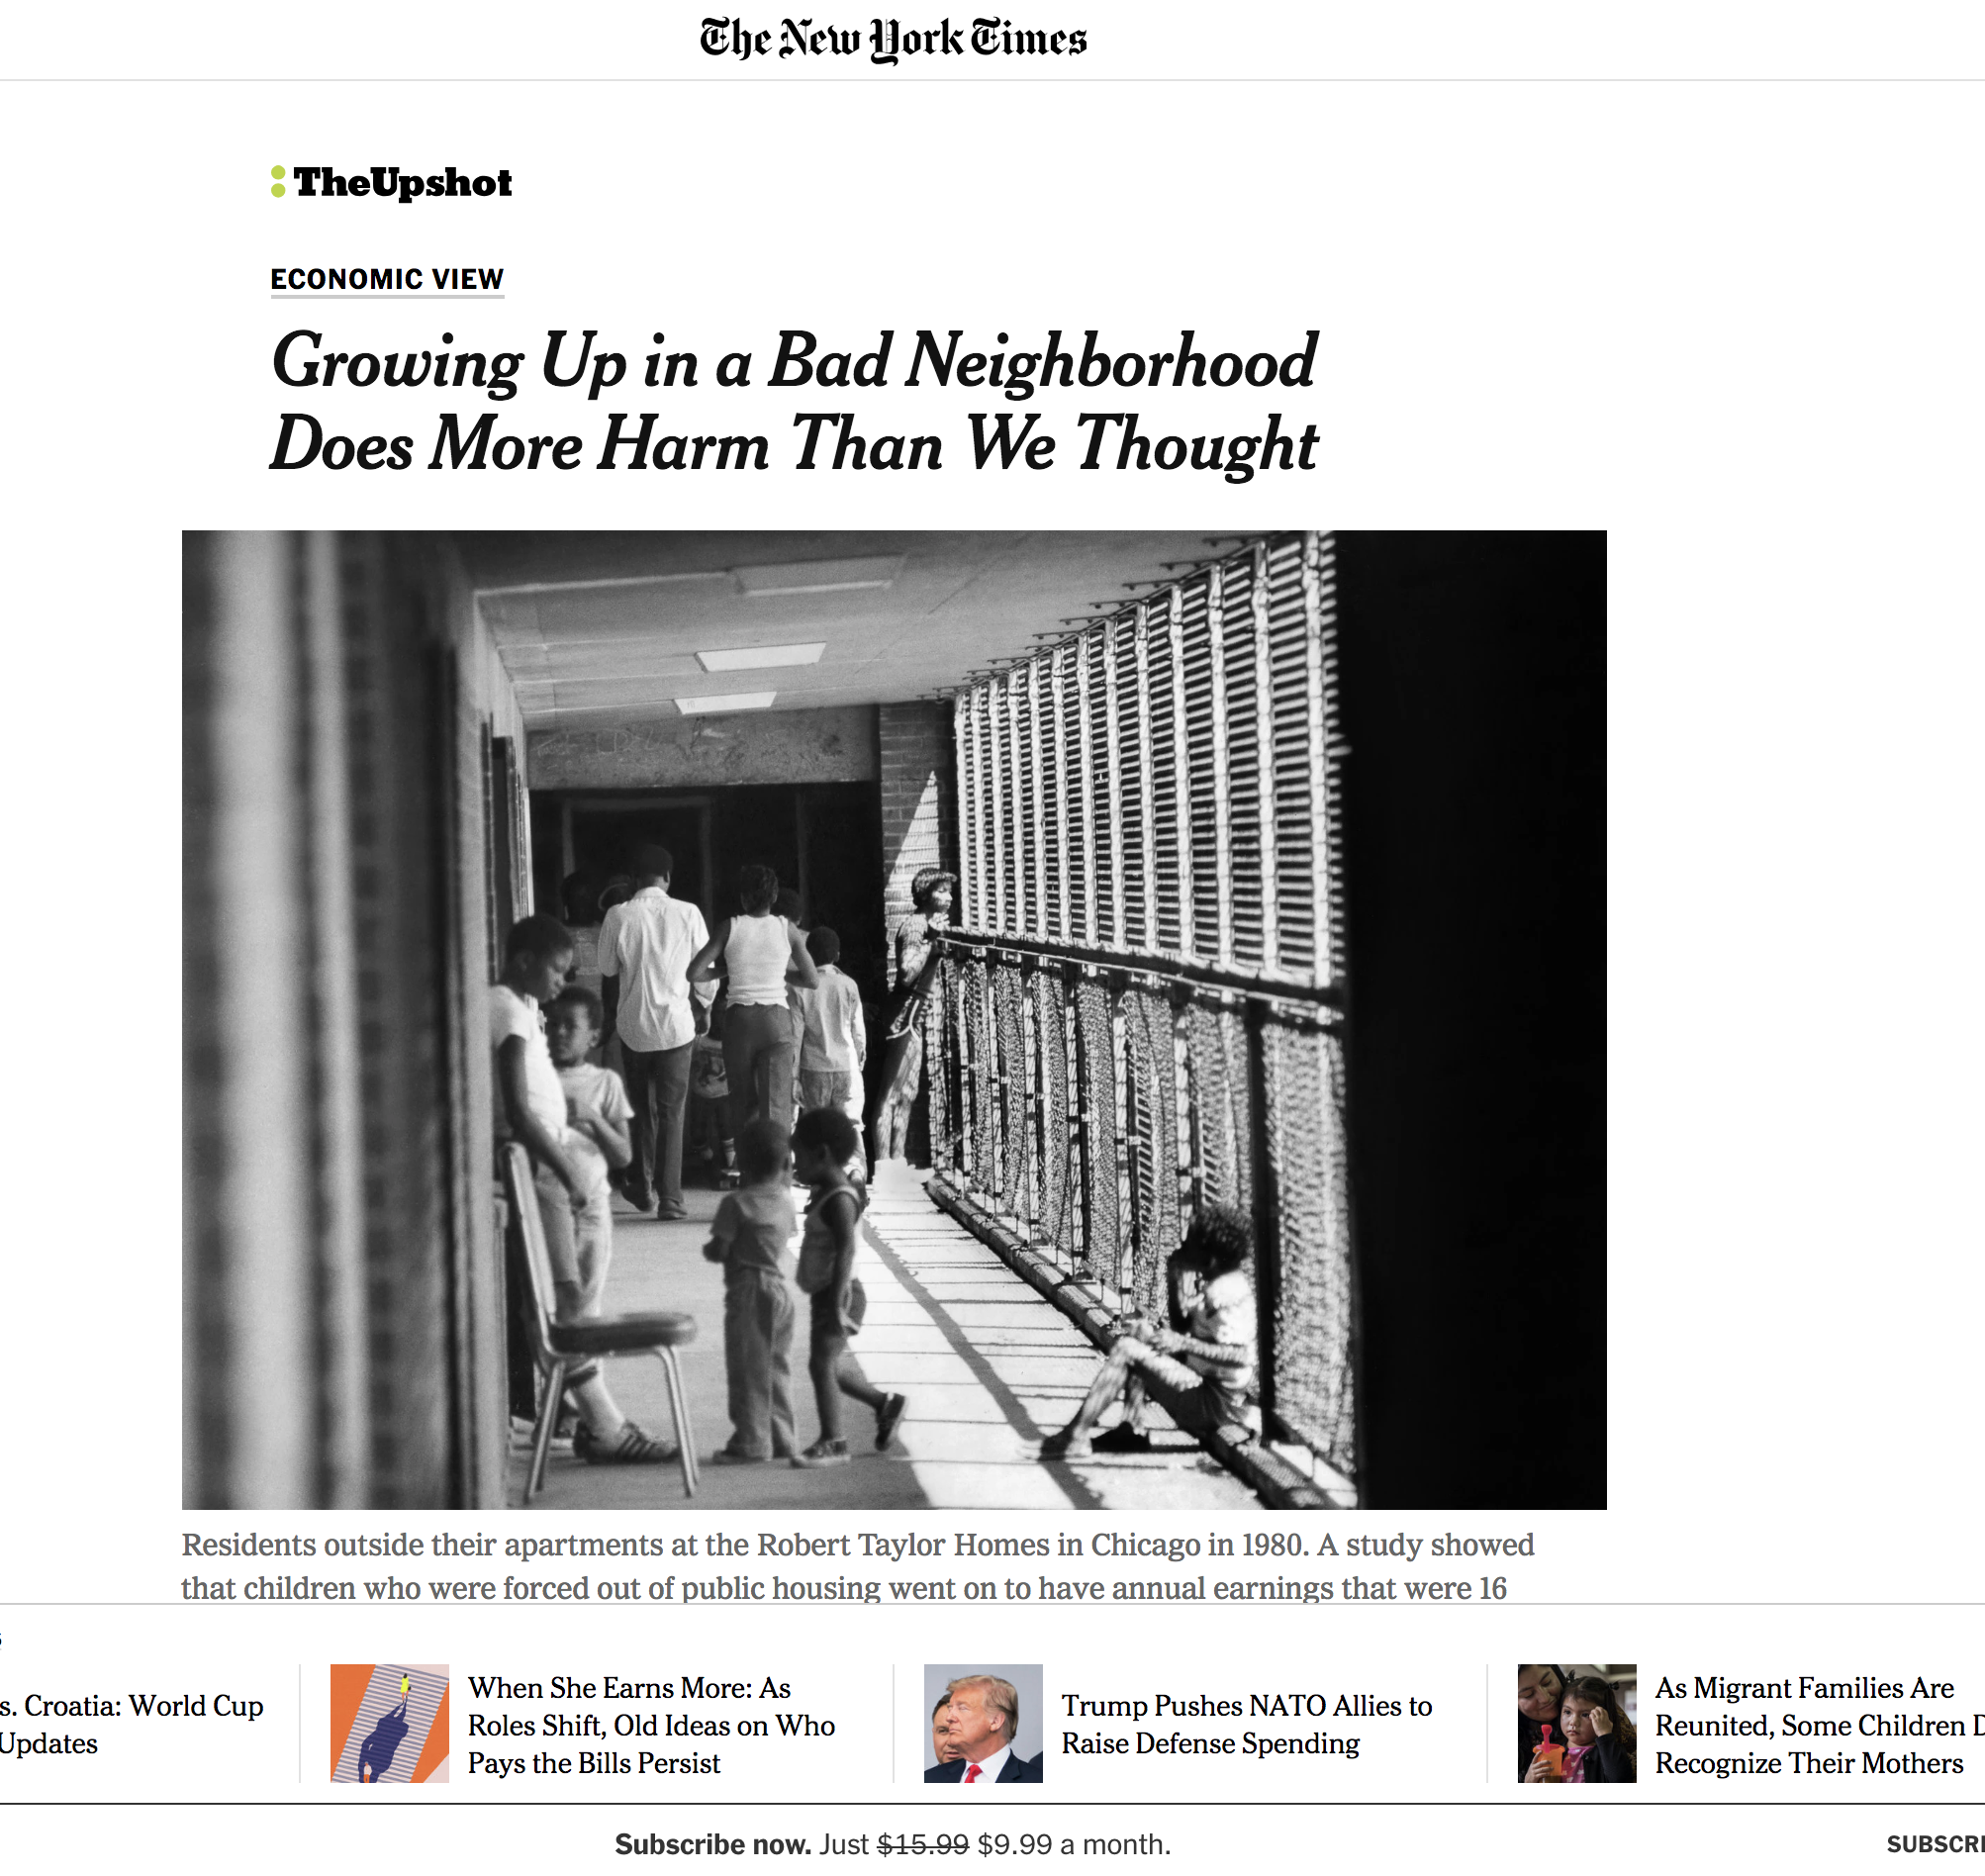 The New York Times
TheUpshot
ECONOMIC VIEW
Growing Up in a Bad Neighborhood
Does More Harm Than We Thought
Residents outside their apartments at the Robert Taylor Homes in Chicago in 1980. A study showed
that children who were forced out of public housing went on to have annual earnings that were 16
s. Croatia: World Cup
Updates
When She Earns More: As
Roles Shift, Old Ideas on Who
Pays the Bills Persist
Trump Pushes NATO Allies to
Raise Defense Spending
As Migrant Families Are
Reunited, Some Children D
Recognize Their Mothers
Subscribe now. Just $15.99 $9.99 a month.
SUBSCRI